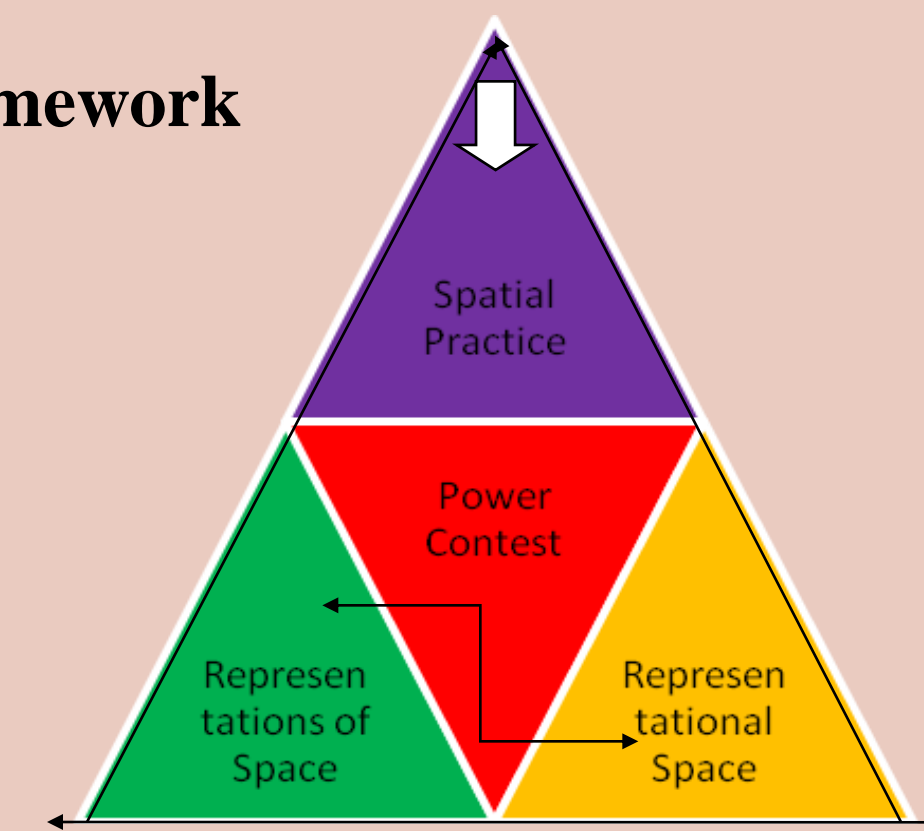 mework
Spatial
Practice
Power
Contest
Represen
tations of
Space
Represen
tational
Space